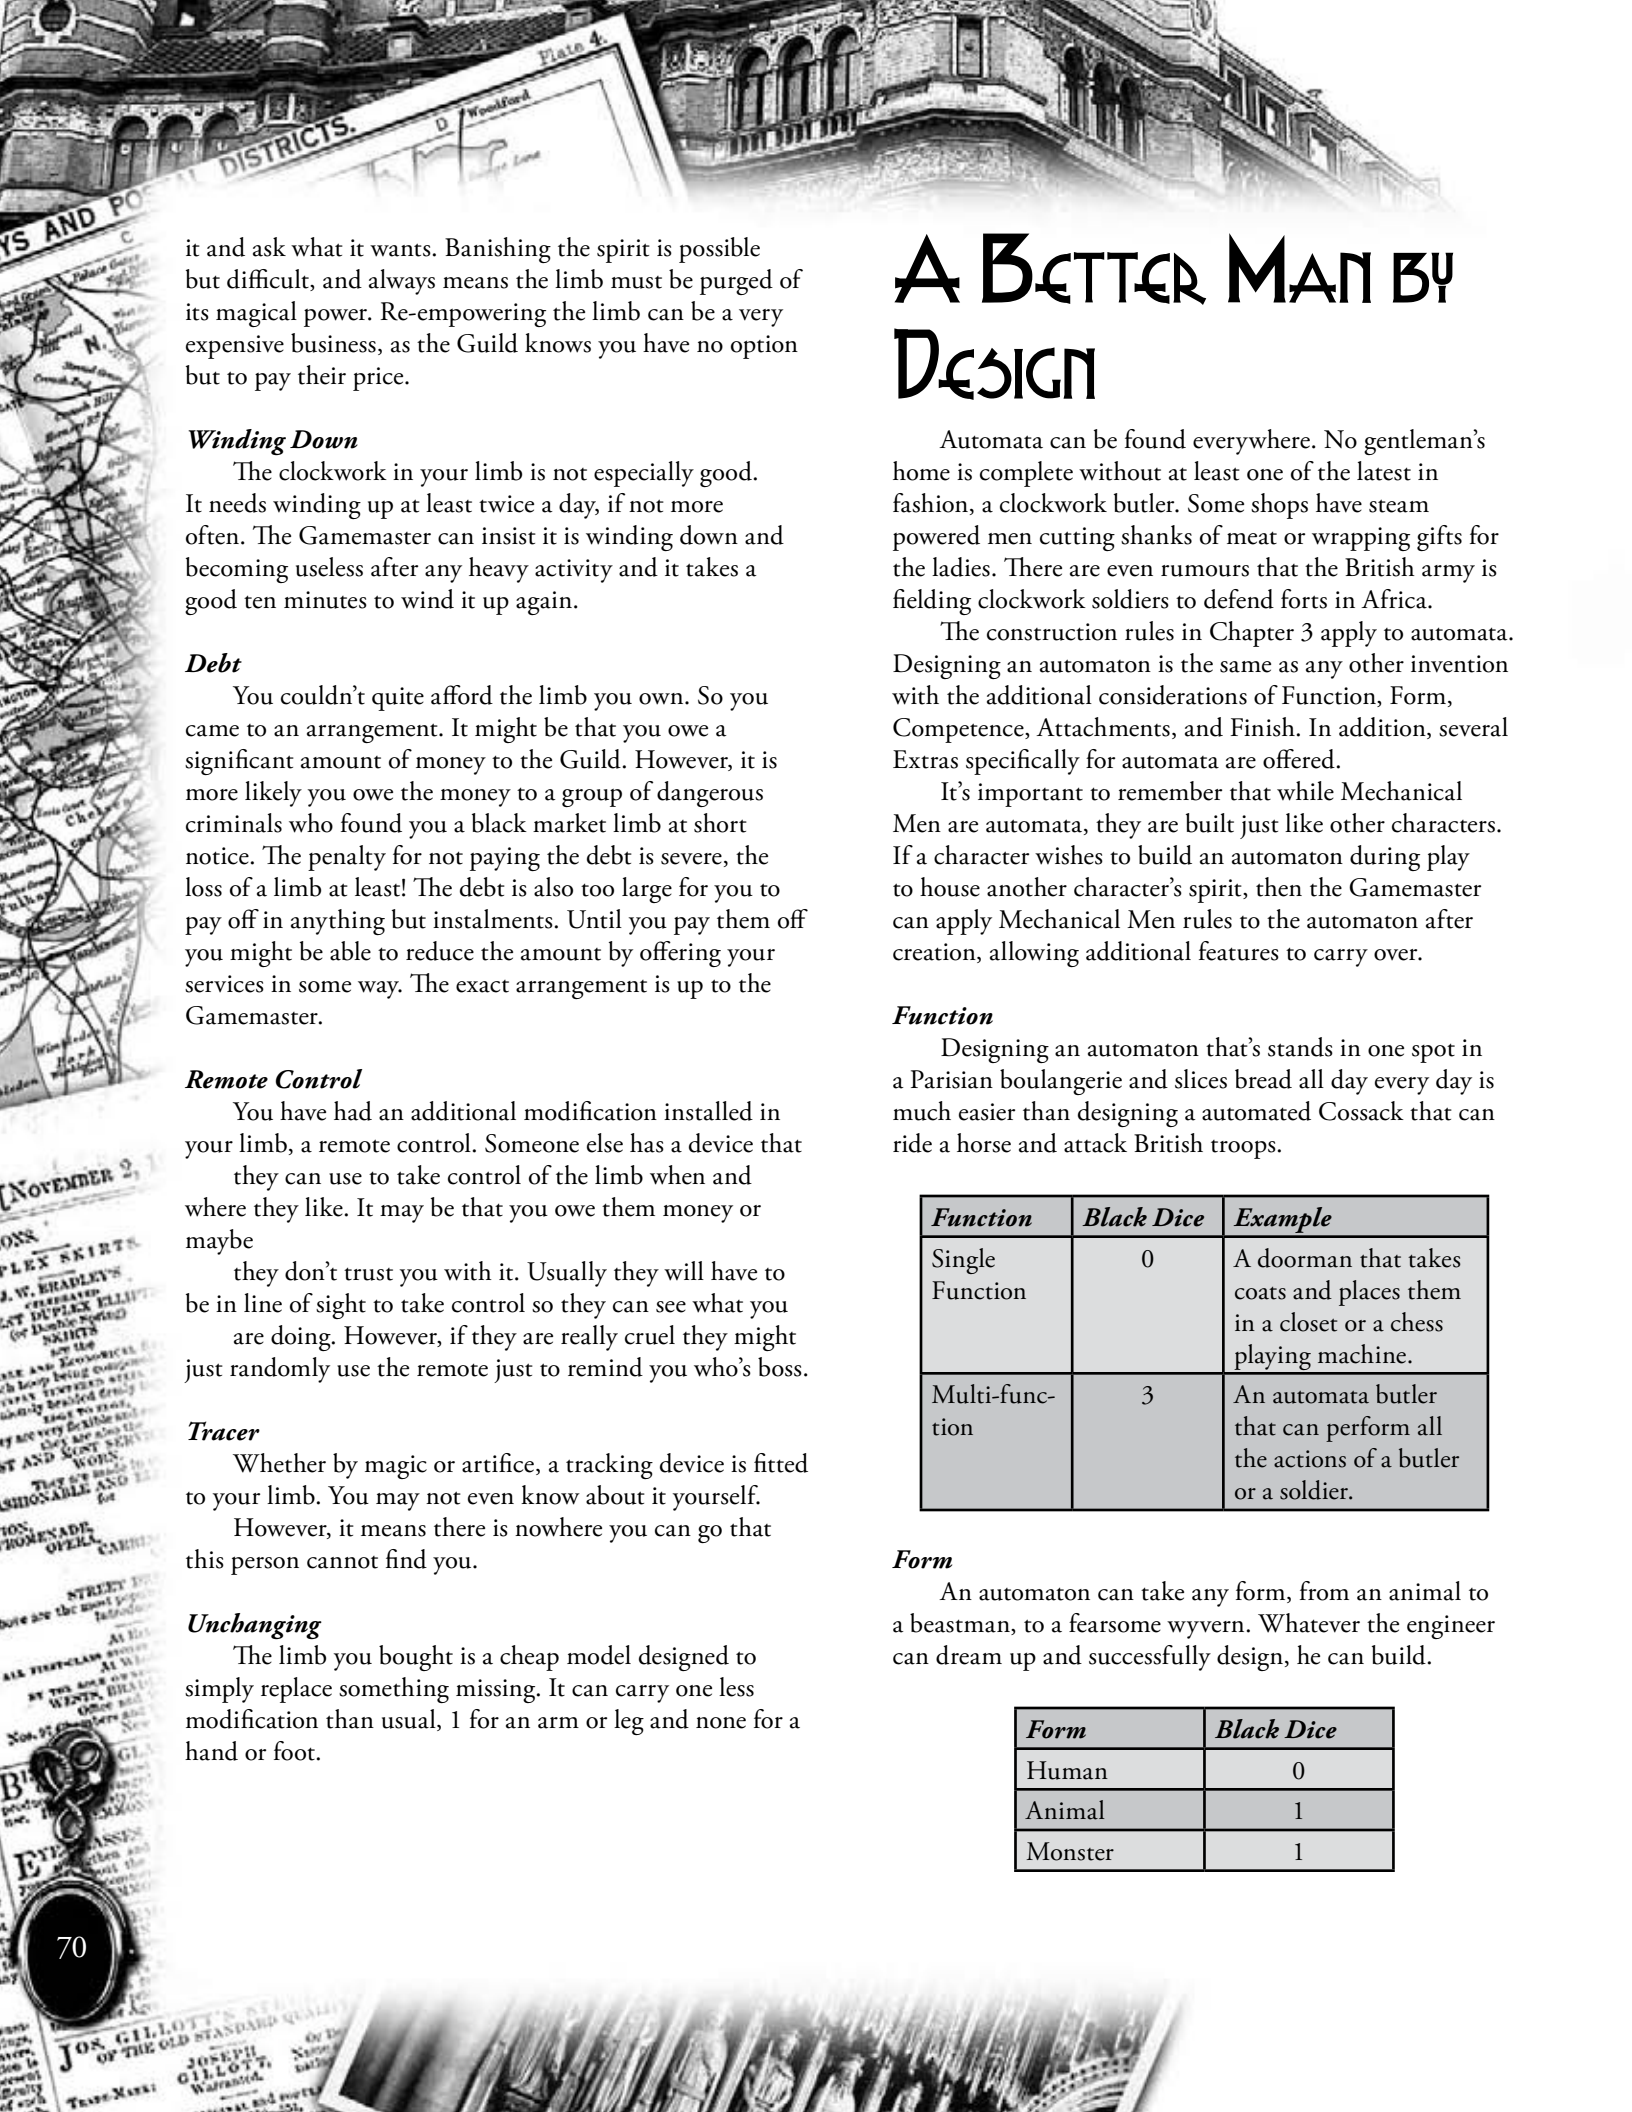 Plate 4.
D
Woodford
DISTRICTS.
YS AND PO
C
N.
it and ask what it wants. Banishing the spirit is possible
but difficult, and always means the limb must be purged of
its magical power. Re-empowering the limb can be a very
expensive business, as the Guild knows you have no option
but to pay their price.
Winding Down
The clockwork in your limb is not especially good.
It needs winding up at least twice a day, if not more
often. The Gamemaster can insist it is winding down and
becoming useless after any heavy activity and it takes a
good ten minutes to wind it up again.
Debt
You couldn’t quite afford the limb you own. So you
came to an arrangement. It might be that you owe a
significant amount of money to the Guild. However, it is
more likely you owe the money to a group of dangerous
criminals who found you a black market limb at short
notice. The penalty for not paying the debt is severe, the
loss of a limb at least! The debt is also too large for you to
pay off in anything but instalments. Until you pay them off
you might be able to reduce the amount by offering your
services in some way. The exact arrangement is up to the
Gamemaster.
Remote Control
You have had an additional modification installed in
your limb, a remote control. Someone else has a device that
they can use to take control of the limb when and
where they like. It may be that you owe them money or
maybe
they don’t trust you with it. Usually they will have to
be in line of sight to take control so they can see what you
are doing. However, if they are really cruel they might
just randomly use the remote just to remind you who’s boss.
Tracer
Whether by magic or artifice, a tracking device is fitted
to your limb. You may not even know about it yourself.
However, it means there is nowhere you can go that
this person cannot find you.
Unchanging
The limb you bought is a cheap model designed to
simply replace something missing. It can carry one less
modification than usual, 1 for an arm or leg and none for a
hand or foot.
A Better Man by
Design
Automata can be found everywhere. No gentleman’s
home is complete without at least one of the latest in
fashion, a clockwork butler. Some shops have steam
powered men cutting shanks of meat or wrapping gifts for
the ladies. There are even rumours that the British army is
fielding clockwork soldiers to defend forts in Africa.
The construction rules in Chapter 3 apply to automata.
Designing an automaton is the same as any other invention
with the additional considerations of Function, Form,
Competence, Attachments, and Finish. In addition, several
Extras specifically for automata are offered.
It’s important to remember that while Mechanical
Men are automata, they are built just like other characters.
If a character wishes to build an automaton during play
to house another character’s spirit, then the Gamemaster
can apply Mechanical Men rules to the automaton after
creation, allowing additional features to carry over.
Function
Designing an automaton that’s stands in one spot in
a Parisian boulangerie and slices bread all day every day is
much easier than designing a automated Cossack that can
ride a horse and attack British troops.
Function Black Dice Example
Single 0 A doorman that takes
Function coats and places them
in a closet or a chess
playing machine.
Multi-func- 3 An automata butler
tion that can perform all
the actions of a butler
or a soldier.
Form
An automaton can take any form, from an animal to
a beastman, to a fearsome wyvern. Whatever the engineer
can dream up and successfully design, he can build.
Form Black Dice
Human 0
Animal 1
Monster 1
[NOVEMBER 2,
70
JOS. GILLOTT'S
OF THE OLD STANDARD
JOSEPH
GILLOTT,
Warranted.
TRADE-MARK: